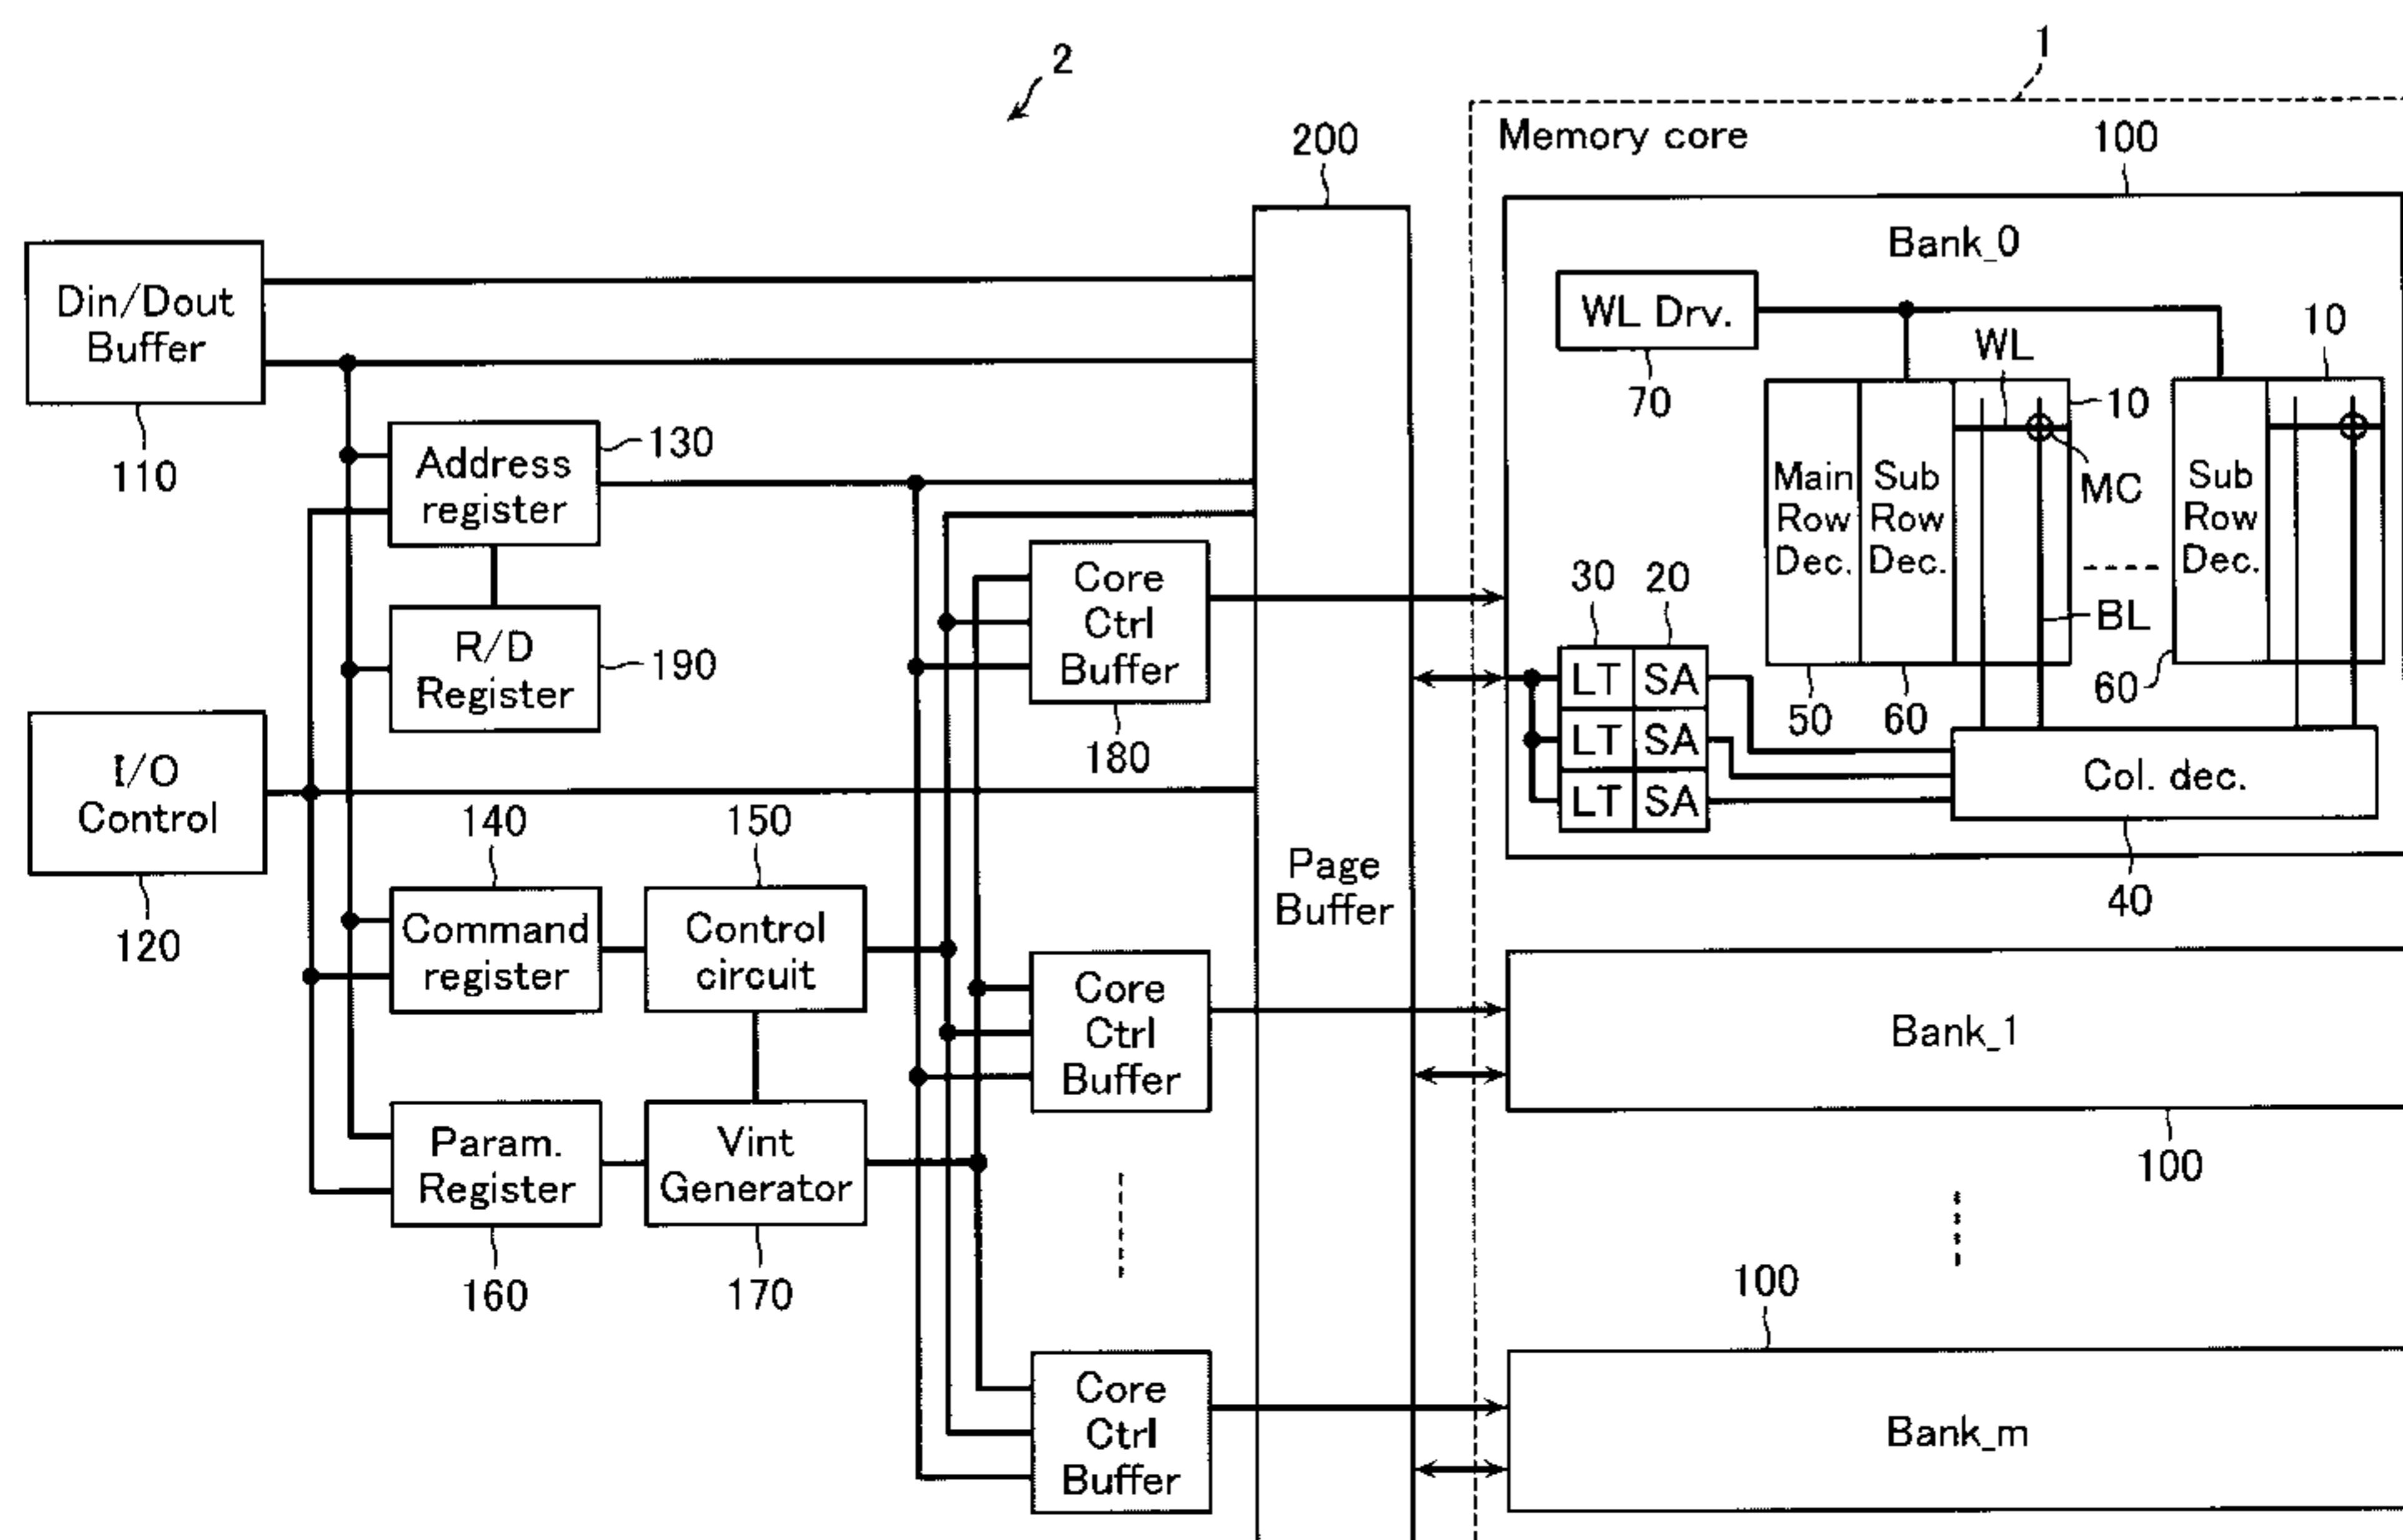 2
1
200
Memory core
100
Bank_0
Din/Dout
Buffer
110
WL Drv.
70
WL
10
10
MC
BL
Main
Row
Dec.
Sub
Row
Dec.
Sub
Row
Dec.
50
60
60
30
20
LT SA
LT SA
LT SA
Col. dec.
40
Address
register
130
R/D
Register
190
Core
Ctrl
Buffer
180
I/O
Control
120
140
150
Command
register
Control
circuit
Page
Buffer
Core
Ctrl
Buffer
Bank_1
100
Param.
Register
Vint
Generator
160
170
100
Core
Ctrl
Buffer
Bank_m